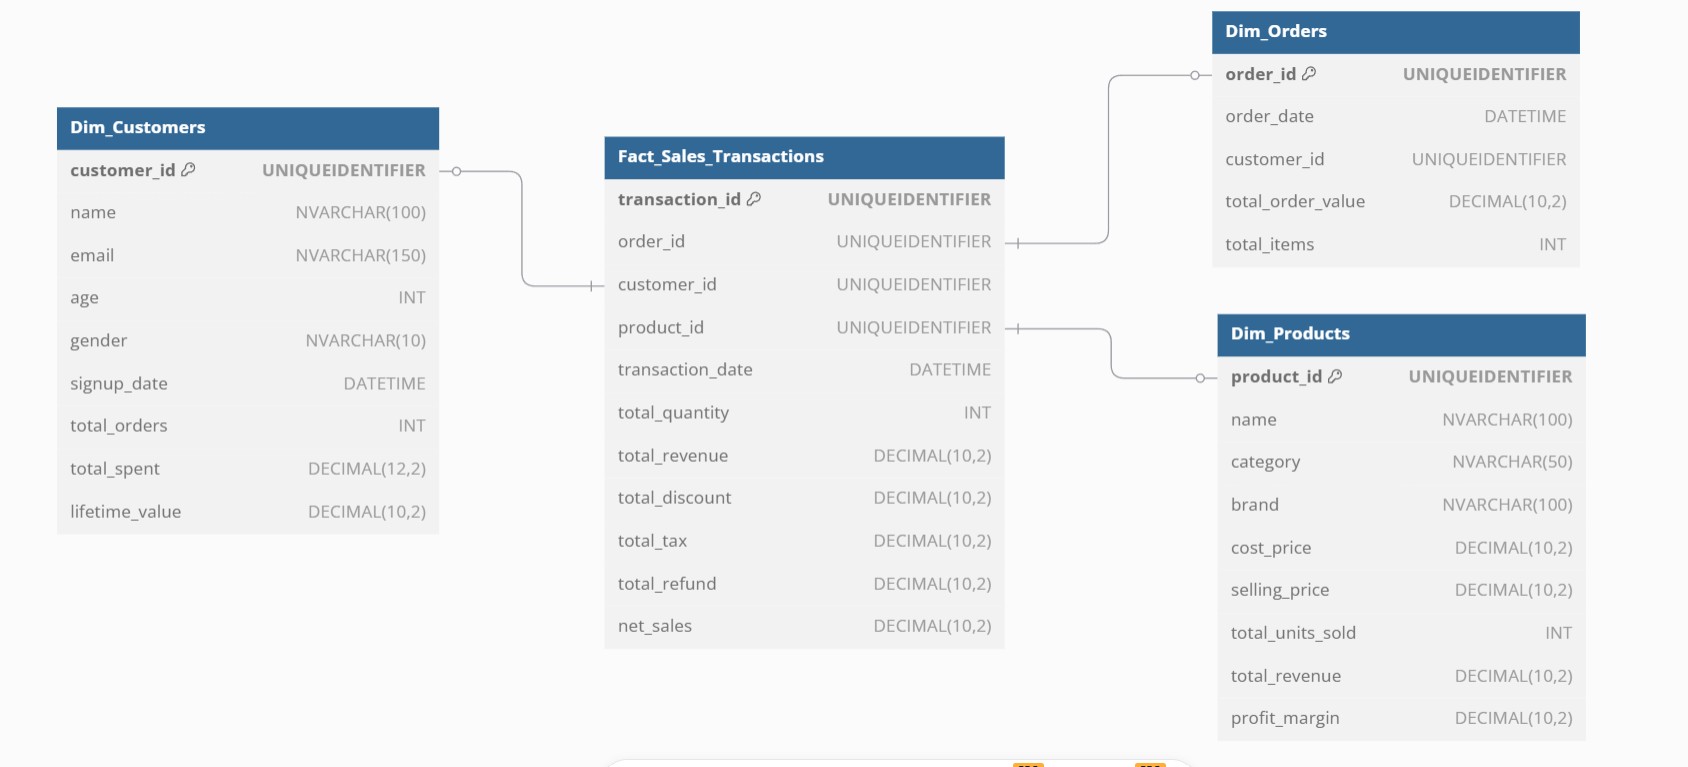 Dim_Customers
customer_id UNIQUEIDENTIFIER
name NVARCHAR(100)
email NVARCHAR(150)
age INT
gender NVARCHAR(10)
signup_date DATETIME
total_orders INT
total_spent DECIMAL(12,2)
lifetime_value DECIMAL(10,2)
Fact_Sales_Transactions
transaction_id UNIQUEIDENTIFIER
order_id UNIQUEIDENTIFIER
customer_id UNIQUEIDENTIFIER
product_id UNIQUEIDENTIFIER
transaction_date DATETIME
total_quantity INT
total_revenue DECIMAL(10,2)
total_discount DECIMAL(10,2)
total_tax DECIMAL(10,2)
total_refund DECIMAL(10,2)
net_sales DECIMAL(10,2)
Dim_Orders
order_id UNIQUEIDENTIFIER
order_date DATETIME
customer_id UNIQUEIDENTIFIER
total_order_value DECIMAL(10,2)
total_items INT
Dim_Products
product_id UNIQUEIDENTIFIER
name NVARCHAR(100)
category NVARCHAR(50)
brand NVARCHAR(100)
cost_price DECIMAL(10,2)
selling_price DECIMAL(10,2)
total_units_sold INT
total_revenue DECIMAL(10,2)
profit_margin DECIMAL(10,2)